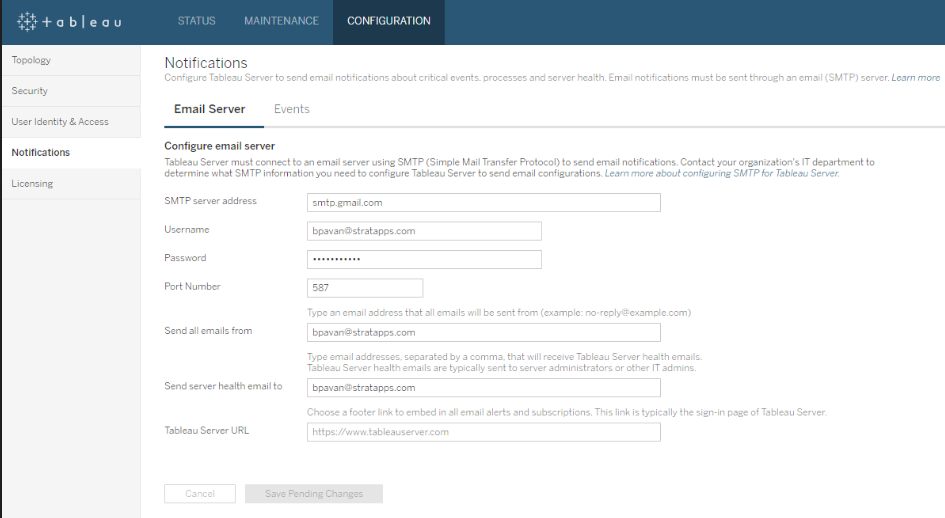 +ableau
STATUS
MAINTENANCE
CONFIGURATION
Topology
Security
User Identity & Access
Notifications
Licensing
Notifications
Configure Tableau Server to send email notifications about critical events, processes and server health. Email notifications must be sent through an email (SMTP) server. Learn more
Email Server
Events
Configure email server
Tableau Server must connect to an email server using SMTP (Simple Mail Transfer Protocol) to send email notifications. Contact your organization's IT department to
determine what SMTP information you need to configure Tableau Server to send email configurations. Learn more about configuring SMTP for Tableau Server.
SMTP server address
smtp.gmail.com
Username
bpavan@stratapps.com
Password
•••••••••••
Port Number
587
Type an email address that all emails will be sent from (example: no-reply@example.com)
Send all emails from
bpavan@stratapps.com
Type email addresses, separated by a comma, that will receive Tableau Server health emails.
Tableau Server health emails are typically sent to server administrators or other IT admins.
Send server health email to
bpavan@stratapps.com
Choose a footer link to embed in all email alerts and subscriptions. This link is typically the sign-in page of Tableau Server.
Tableau Server URL
https://www.tableauserver.com
Cancel
Save Pending Changes